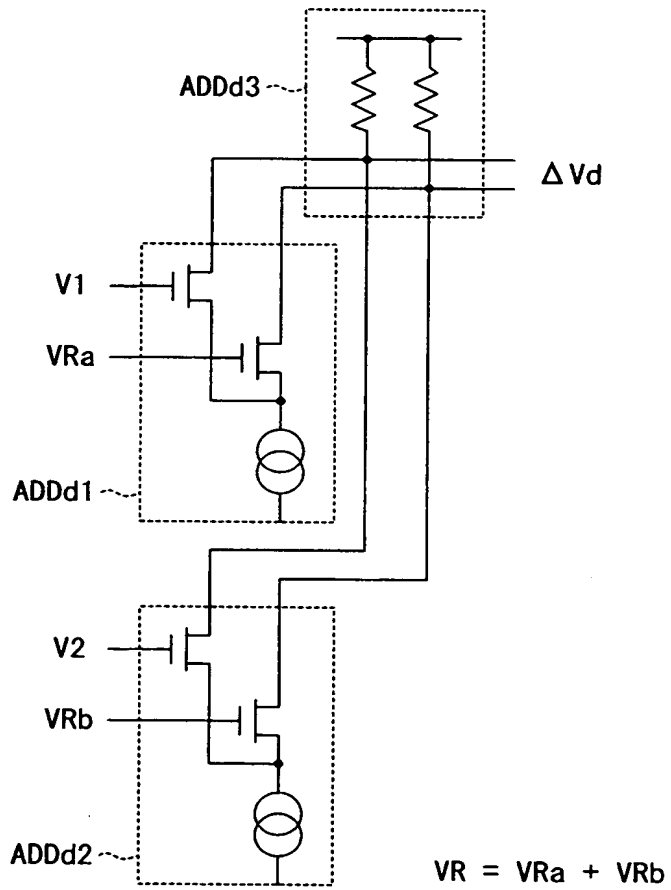 ADDd3
ΔVd
V1
VRa
ADDd1
V2
VRb
ADDd2
VR = VRa + VRb